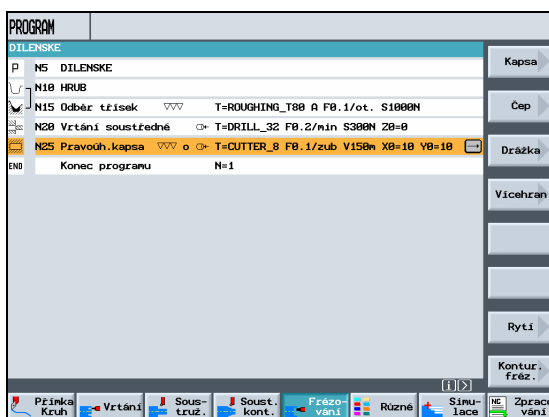 PROGRAM
DILENSKE
P N5 DILENSKE
N10 HRUB
N15 Odběr třísek ▽▽▽ T=ROUGHING_T80 A F0.1/ot. S1000N
N20 Vrtání soustředné T=DRILL_32 F0.2/min S300N Z0=0
N25 Pravoúh.kapsa ▽▽▽ o T=CUTTER_8 F0.1/zub V150m X0=10 Y0=10
END Konec programu N=1
Kapsa
Čep
Drážka
Vícehran
Rytí
Kontur.
fréz.
Přímka
Kruh
Vrtání
Sous-
truž.
Soust.
kont.
Frézo-
vání
Různé
Simu-
lace
NC
Zpraco
vání